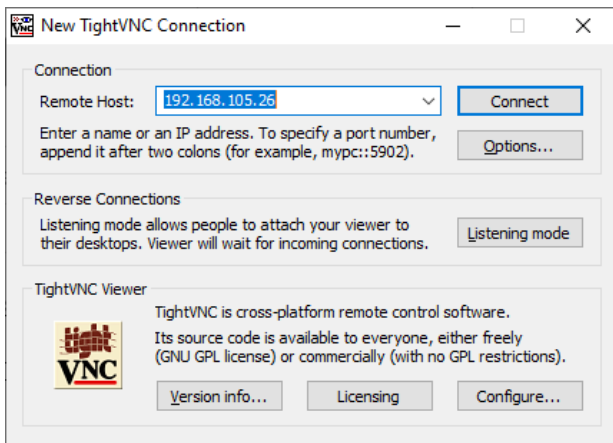 New TightVNC Connection
Connection
Remote Host: 192.168.105.26 Connect
Enter a name or an IP address. To specify a port number,
append it after two colons (for example, mypc::5902).
Options...
Reverse Connections
Listening mode allows people to attach your viewer to
their desktops. Viewer will wait for incoming connections.
Listening mode
TightVNC Viewer
tight
VNC
TightVNC is cross-platform remote control software.
Its source code is available to everyone, either freely
(GNU GPL license) or commercially (with no GPL restrictions).
Version info... Licensing Configure...